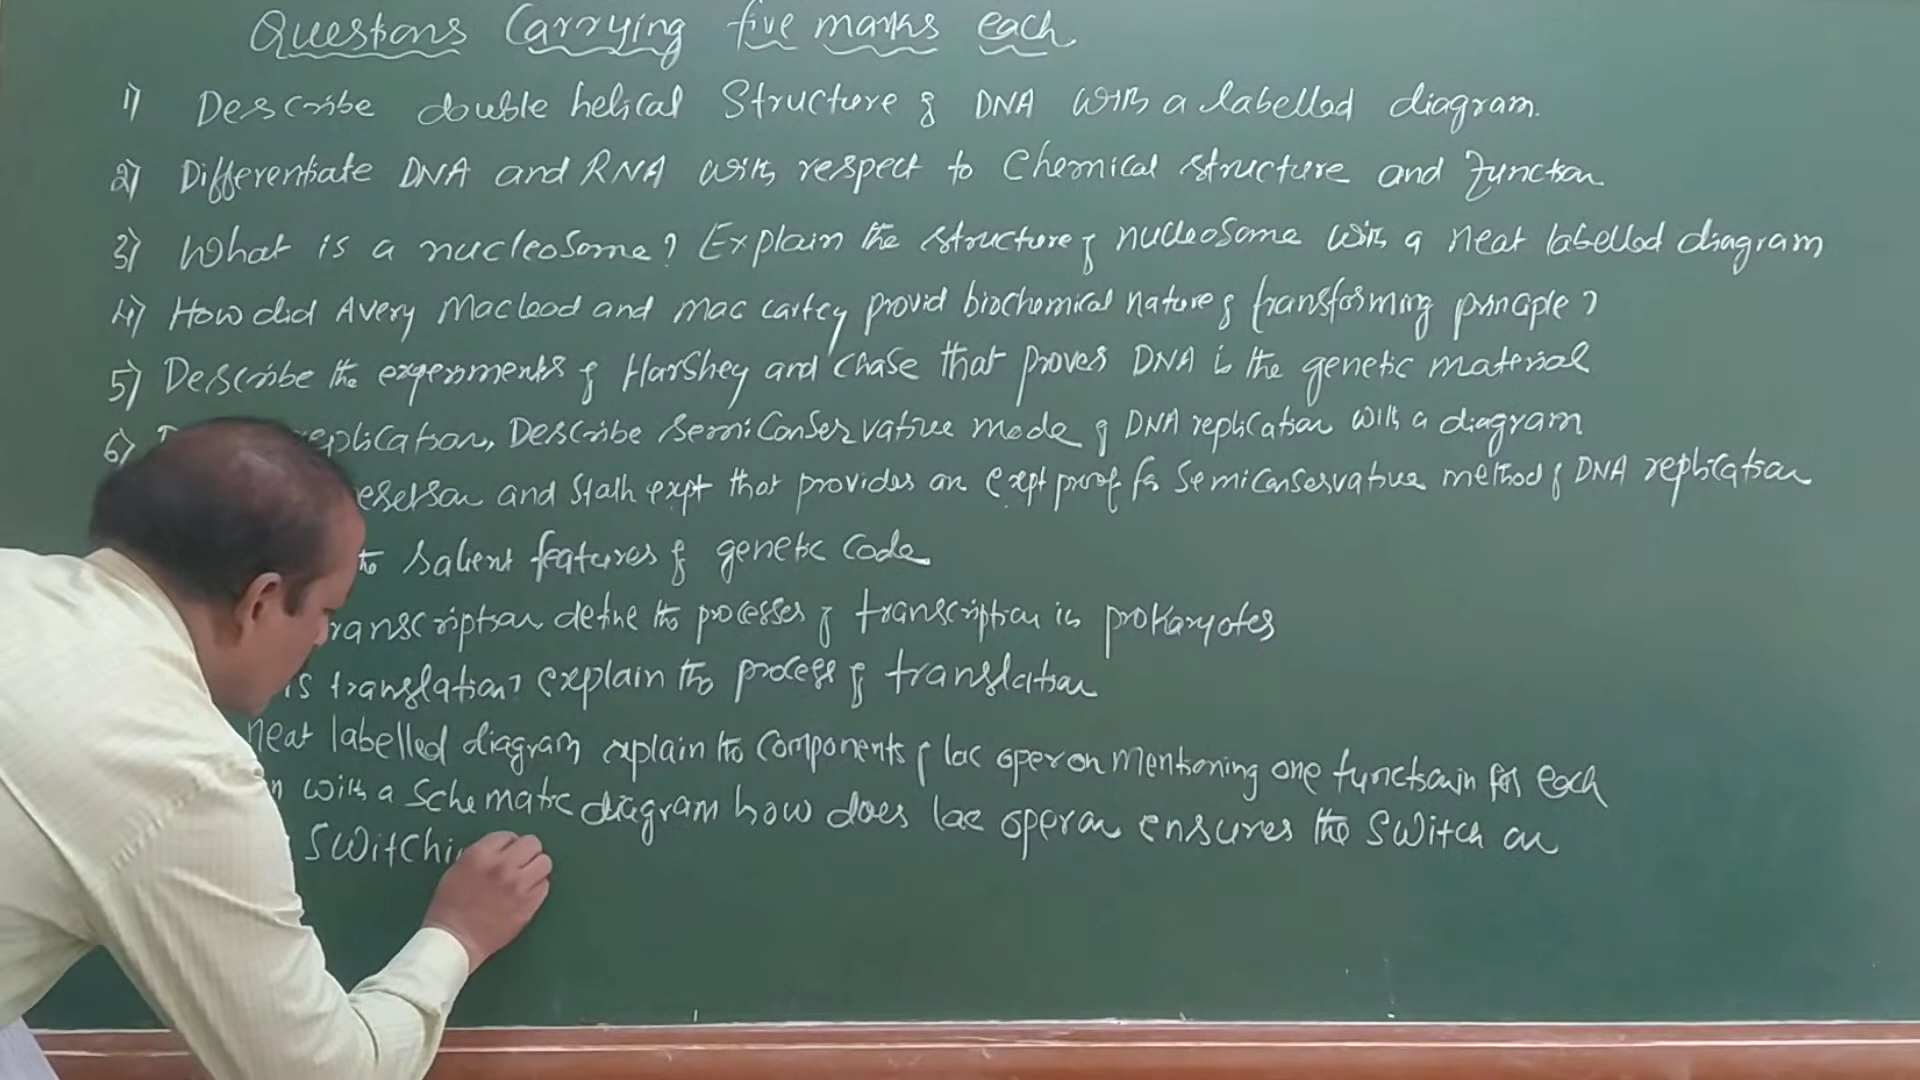 Questions Carrying five marks each
1) Describe double helical Structure of DNA with a labelled diagram.
2) Differentiate DNA and RNA with respect to Chemical structure and function
3) What is a nucleosome? Explain the structure of nucleosome with a neat labelled diagram
4) How did Avery Macleod and Mac cartey provid biochemical nature of transforming principle?
5) Describe the experiments of Harshey and Chase that proves DNA is the genetic material
6) replication, Describe semiConservative mode of DNA replication with a diagram
eselson and Stalh expt that provides an expt proof for SemiConservative method of DNA replication
the salient features of genetic Code
ranscription define the processes of transcription in prokaryotes
is translation? explain the process of translation
neat labelled diagram explain the Components of lac operon mentioning one function for each
n with a Schematic diagram how does lac operon ensures the Switch on
Switchi